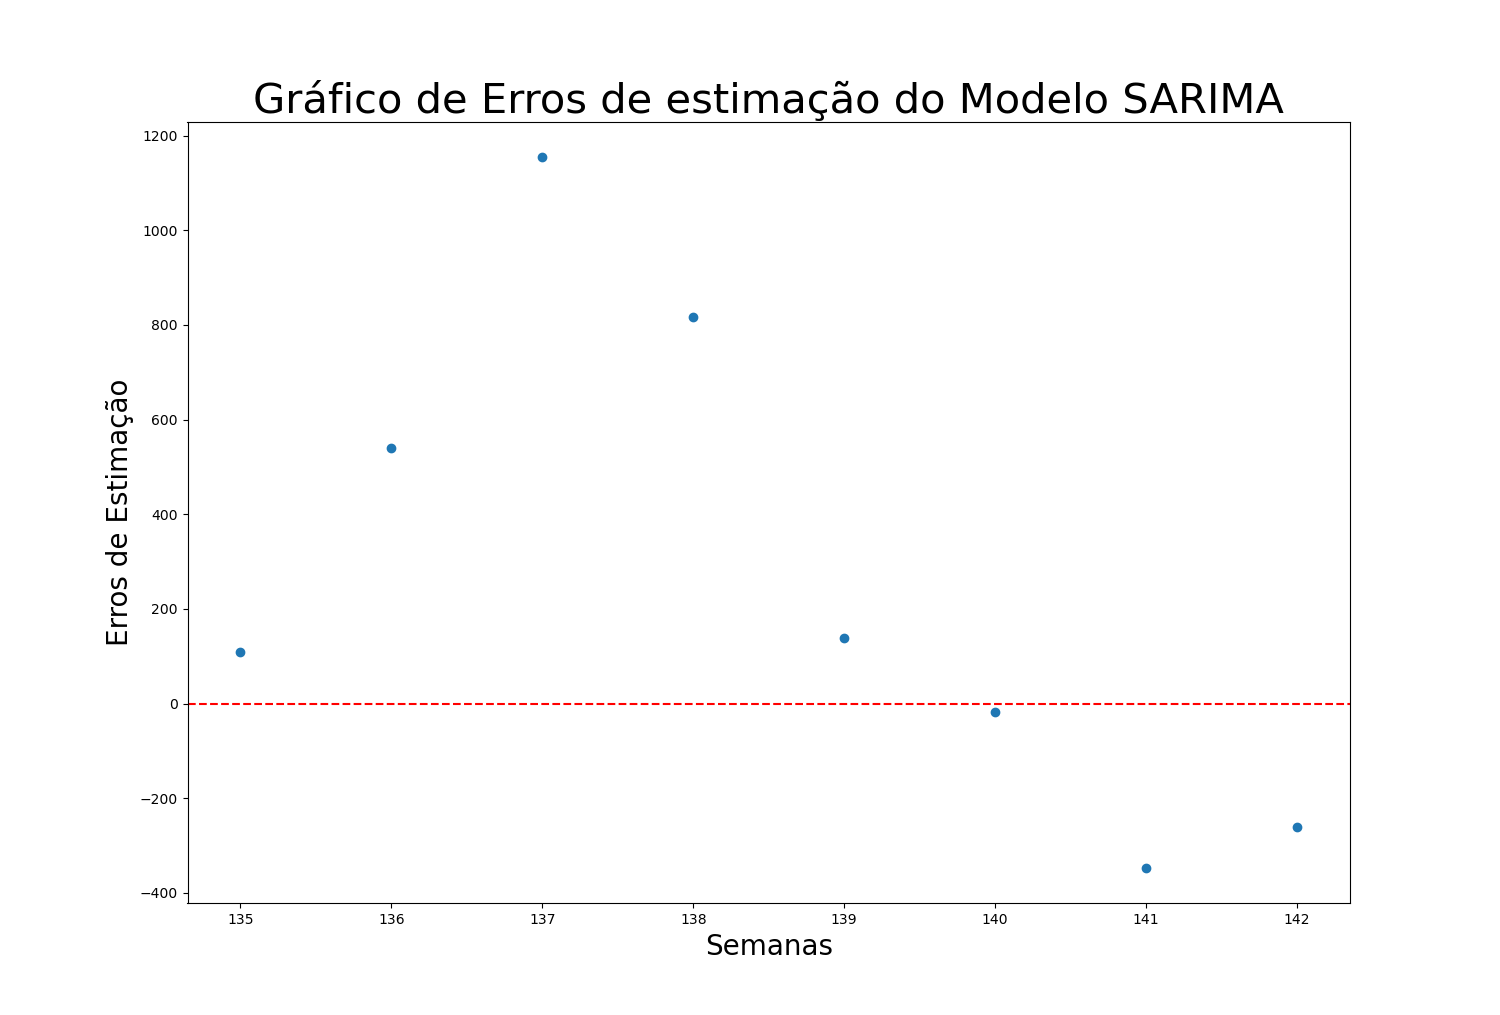 Gráfico de Erros de estimação do Modelo SARIMA
1200
1000
800
600
400
200
0
−200
−400
Erros de Estimação
135 136 137 138 139 140 141 142
Semanas